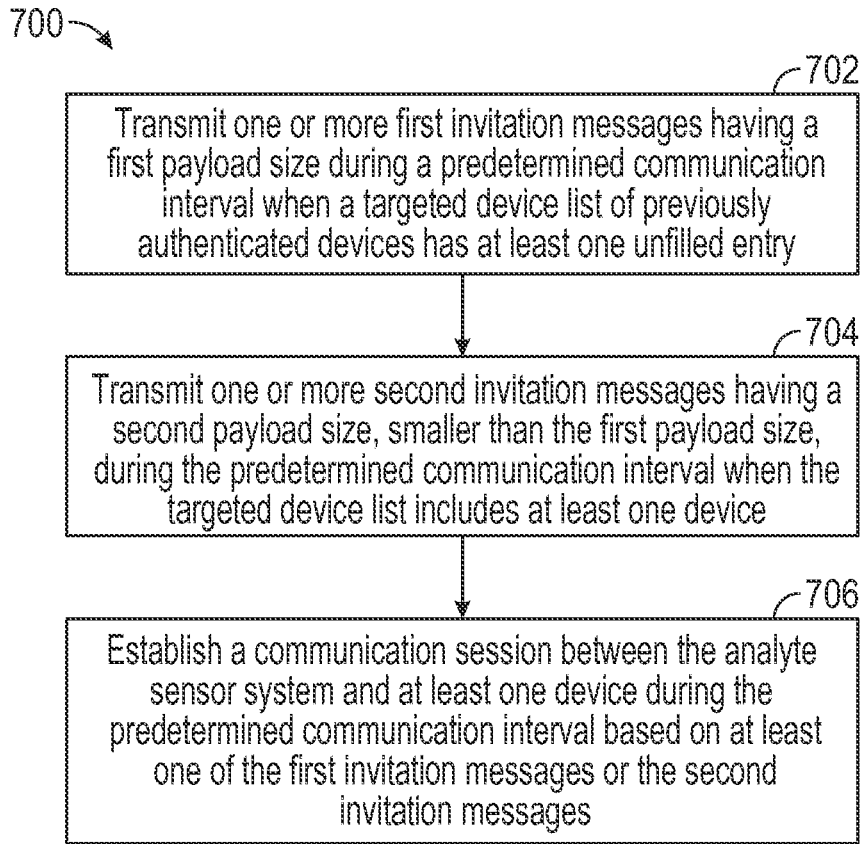 700
702
Transmit one or more first invitation messages having a
first payload size during a predetermined communication
interval when a targeted device list of previously
authenticated devices has at least one unfilled entry
704
Transmit one or more second invitation messages having a
second payload size, smaller than the first payload size,
during the predetermined communication interval when the
targeted device list includes at least one device
706
Establish a communication session between the analyte
sensor system and at least one device during the
predetermined communication interval based on at least
one of the first invitation messages or the second
invitation messages